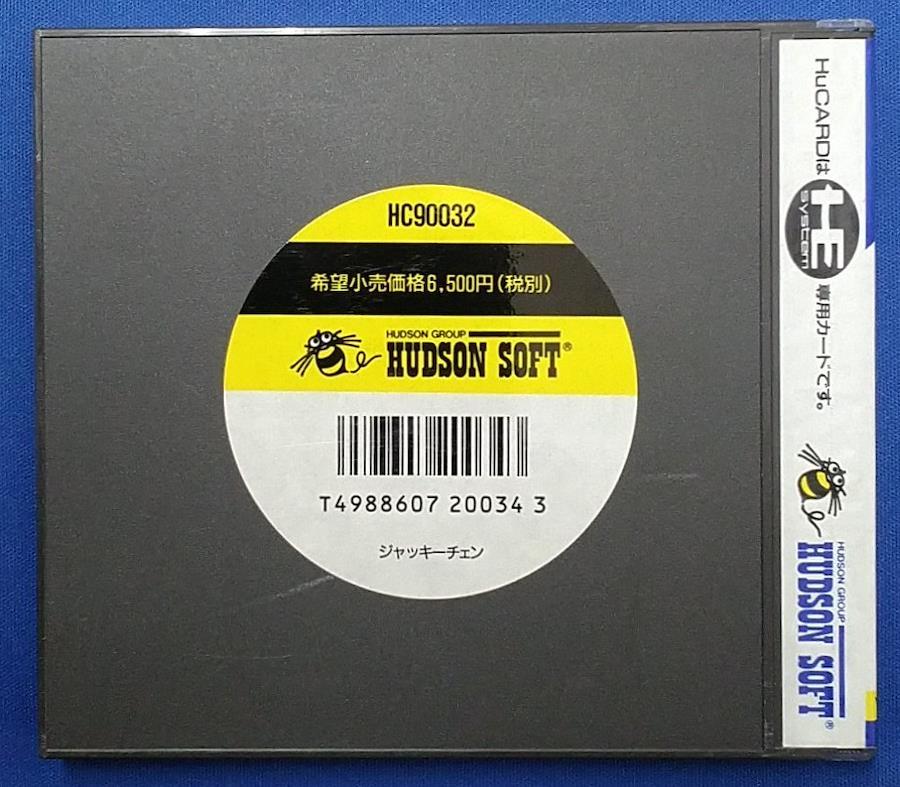 HC90032
希望小売価格6,500円(税別)
HUDSON GROUP
HUDSON SOFT®
T4988607 20034 3
ジャッキーチェン
HuCARDは HE SYSTEM 専用カードです。
HUDSON GROUP
HUDSON SOFT®